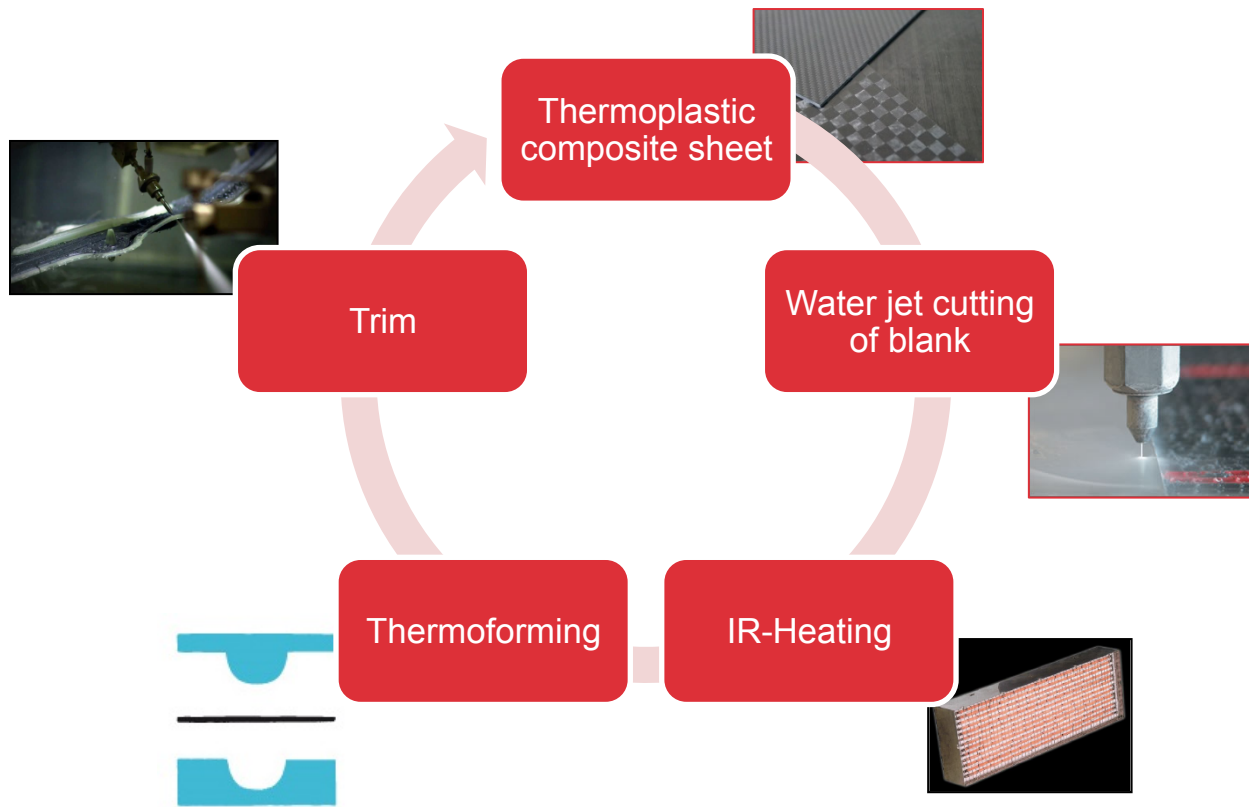 Thermoplastic
composite sheet
Water jet cutting
of blank
IR-Heating
Thermoforming
Trim